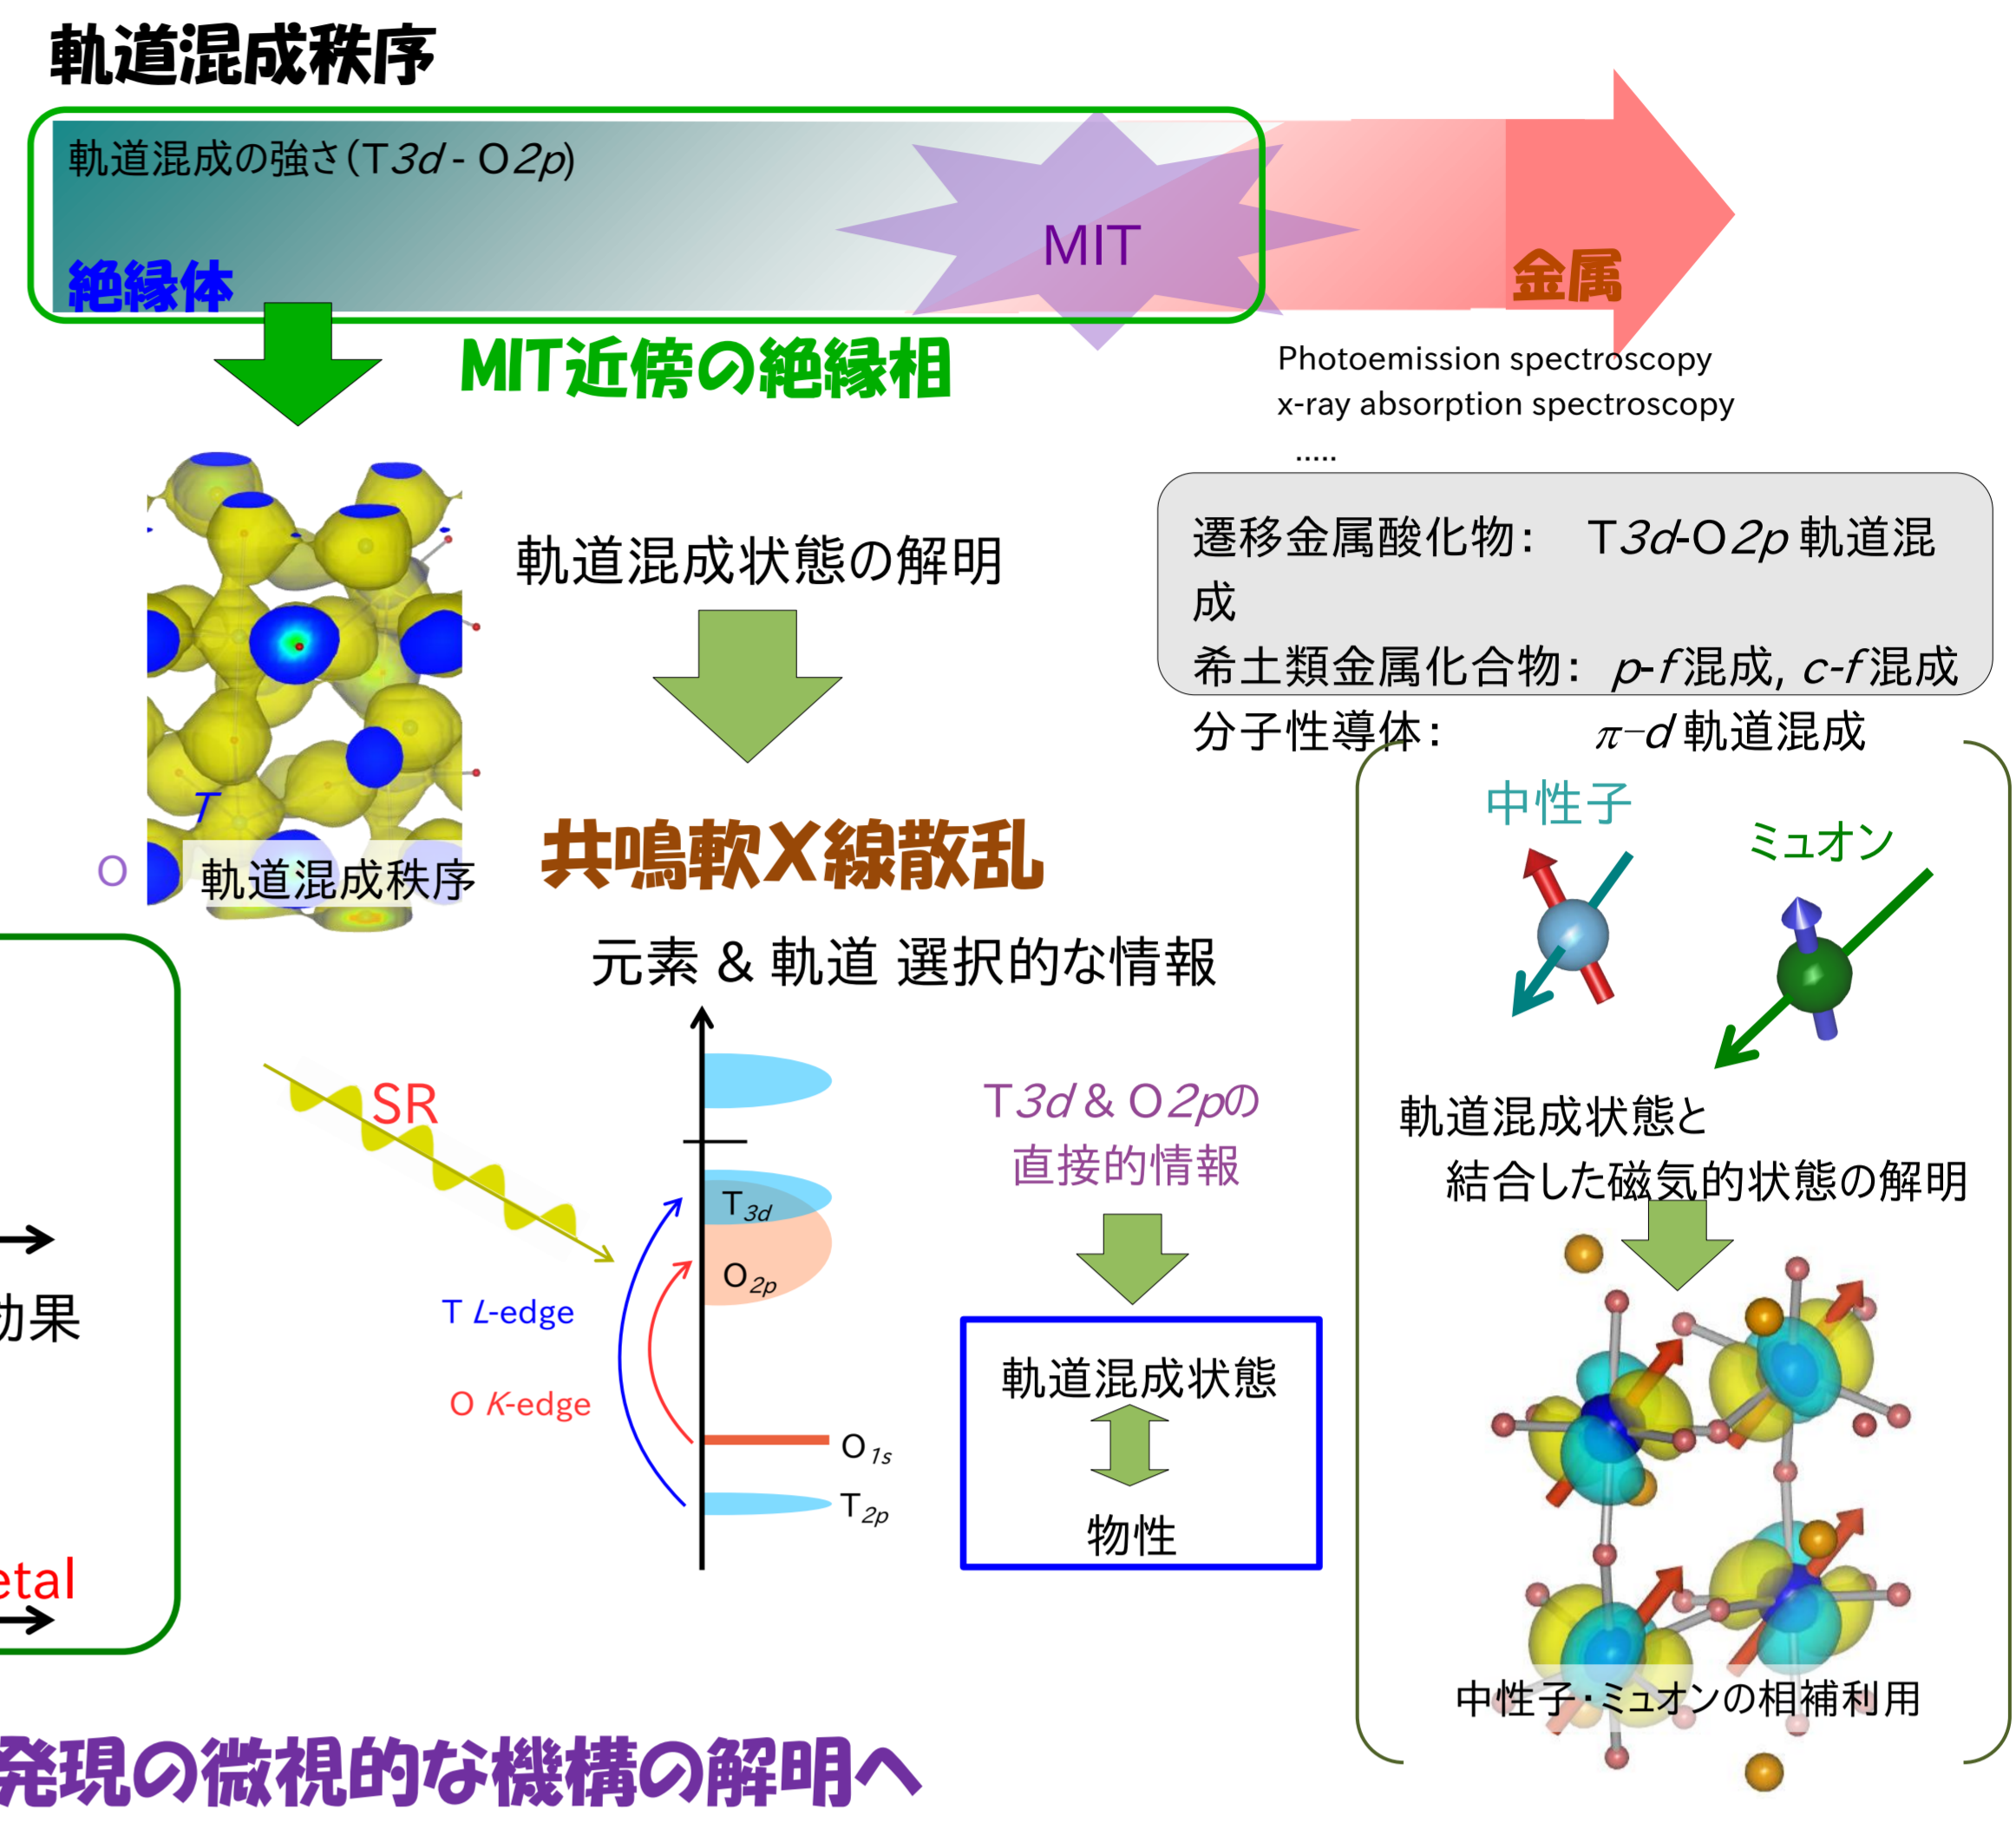 軌道混成秩序
軌道混成の強さ(T3d - O2p)
MIT
絶縁体
金属
MIT近傍の絶縁相
Photoemission spectroscopy
x-ray absorption spectroscopy
.....
遷移金属酸化物: T3d-O2p 軌道混
成
希土類金属化合物: p-f混成, c-f混成
分子性導体: π-d 軌道混成
軌道混成状態の解明
T
O
軌道混成秩序
共鳴軟X線散乱
元素 & 軌道 選択的な情報
中性子
ミュオン
SR
T 3d
O 2p
T L-edge
O K-edge
O 1s
T 2p
T3d & O2pの
直接的情報
軌道混成状態
物性
軌道混成状態と
結合した磁気的状態の解明
中性子・ミュオンの相補利用
効果
etal
発現の微視的な機構の解明へ